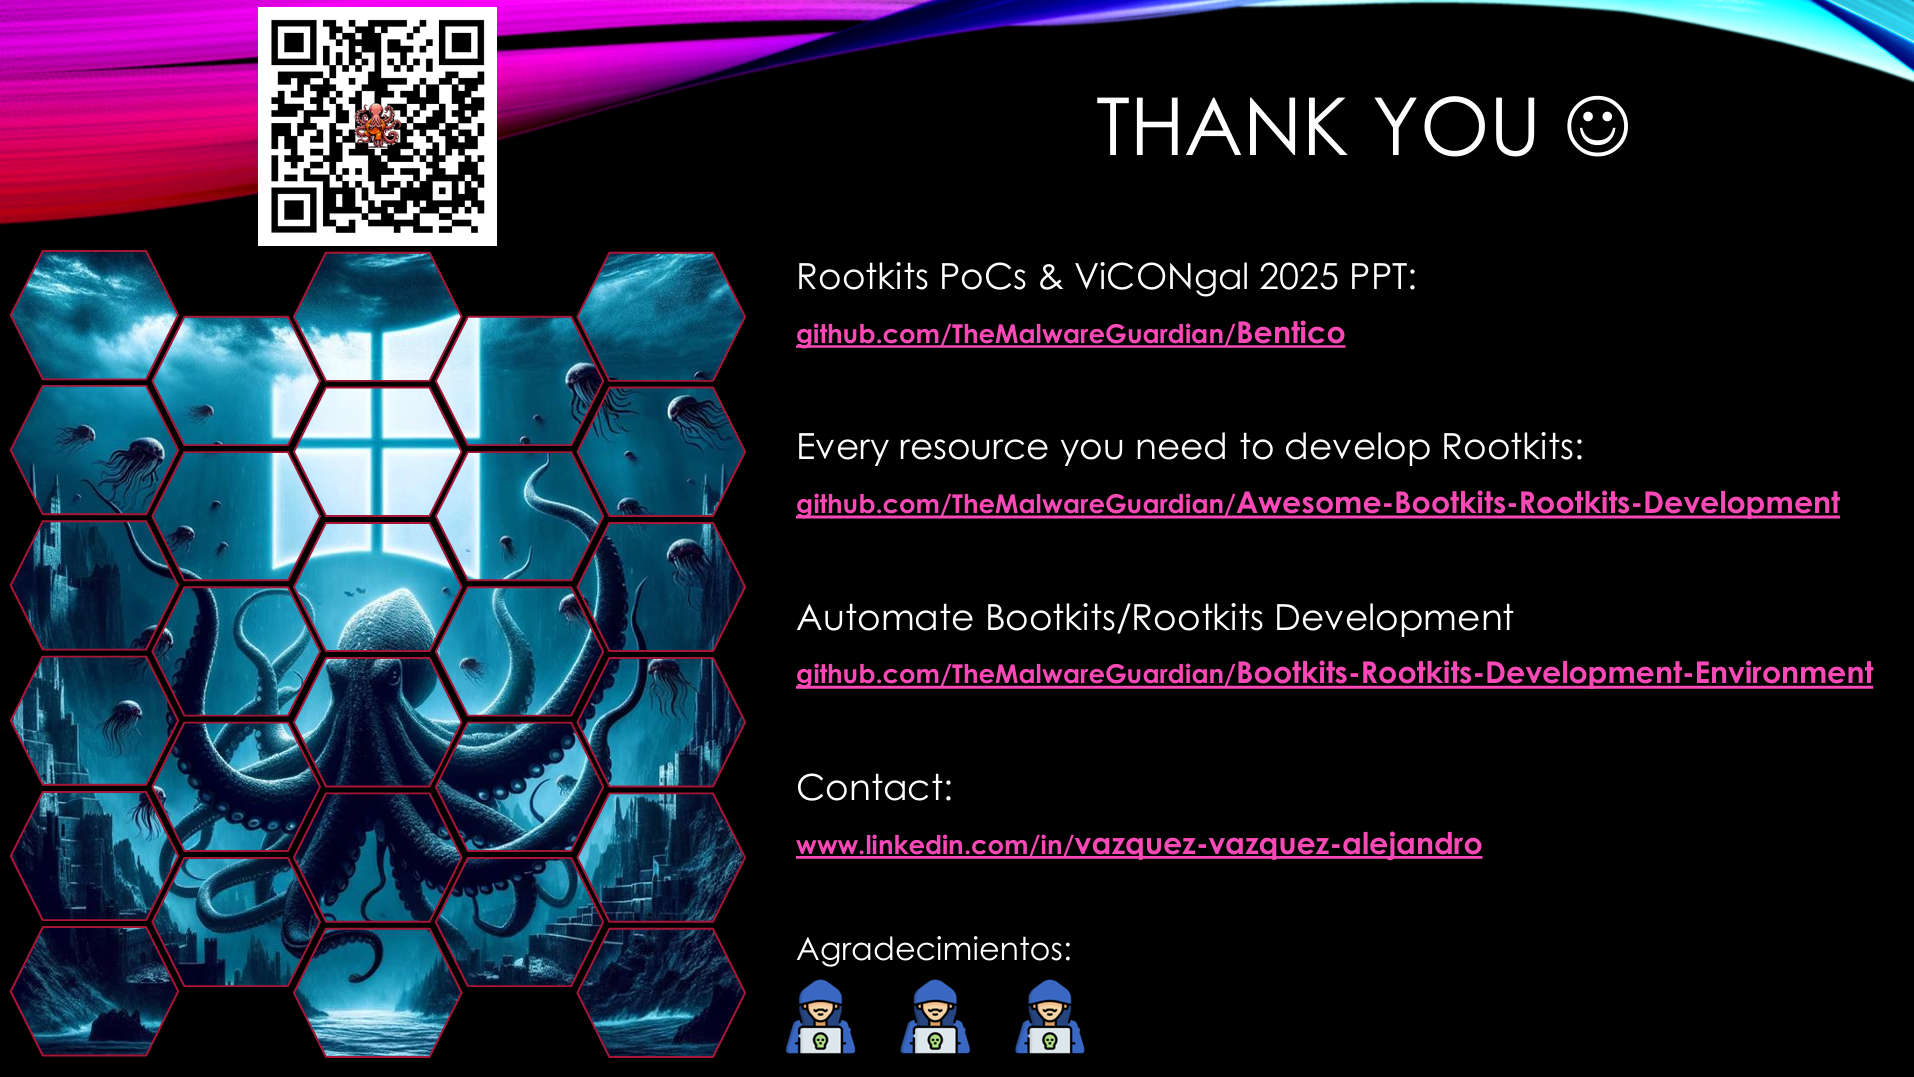 THANK YOU ☺
Rootkits PoCs & ViCONgal 2025 PPT:
github.com/TheMalwareGuardian/Bentico
Every resource you need to develop Rootkits:
github.com/TheMalwareGuardian/Awesome-Bootkits-Rootkits-Development
Automate Bootkits/Rootkits Development
github.com/TheMalwareGuardian/Bootkits-Rootkits-Development-Environment
Contact:
www.linkedin.com/in/vazquez-vazquez-alejandro
Agradecimientos: